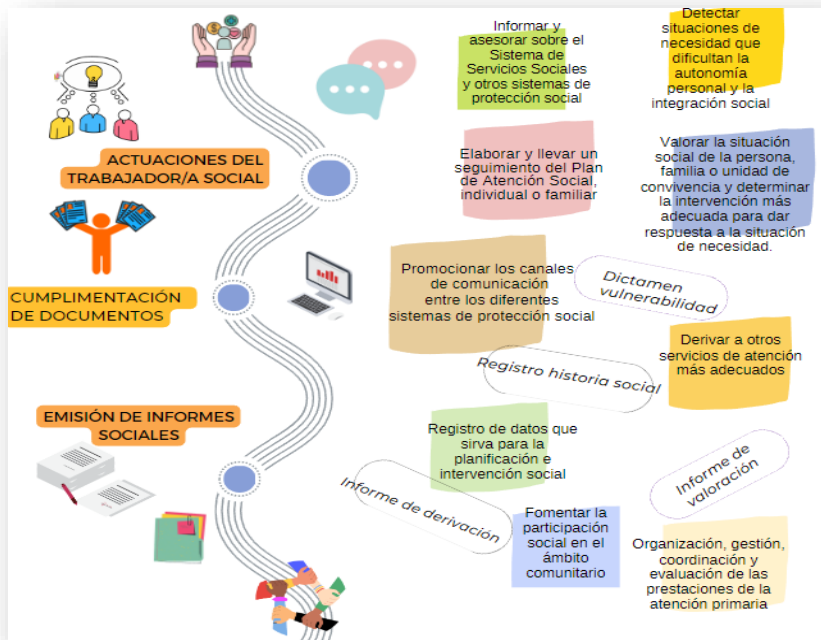 ACTUACIONES DEL
TRABAJADOR/A SOCIAL
CUMPLIMENTACIÓN
DE DOCUMENTOS
EMISIÓN DE INFORMES
SOCIALES
Informar y
asesorar sobre el
Sistema de
Servicios Sociales
y otros sistemas de
protección social
Detectar
situaciones de
necesidad que
dificultan la
autonomía
personal y la
integración social
Elaborar y llevar un
seguimiento del Plan
de Atención Social,
individual o familiar
Valorar la situación
social de la persona,
familia o unidad de
convivencia y determinar
la intervención más
adecuada para dar
respuesta a la situación
de necesidad.
Promocionar los canales
de comunicación
entre los diferentes
sistemas de protección social
Dictamen
vulnerabilidad
Registro historia social
Derivar a otros
servicios de atención
más adecuados
Registro de datos que
sirva para la
planificación e
intervención social
Informe de derivación
Informe de
valoración
Fomentar la
participación
social en el
ámbito
comunitario
Organización, gestión,
coordinación y
evaluación de las
prestaciones de la
atención primaria